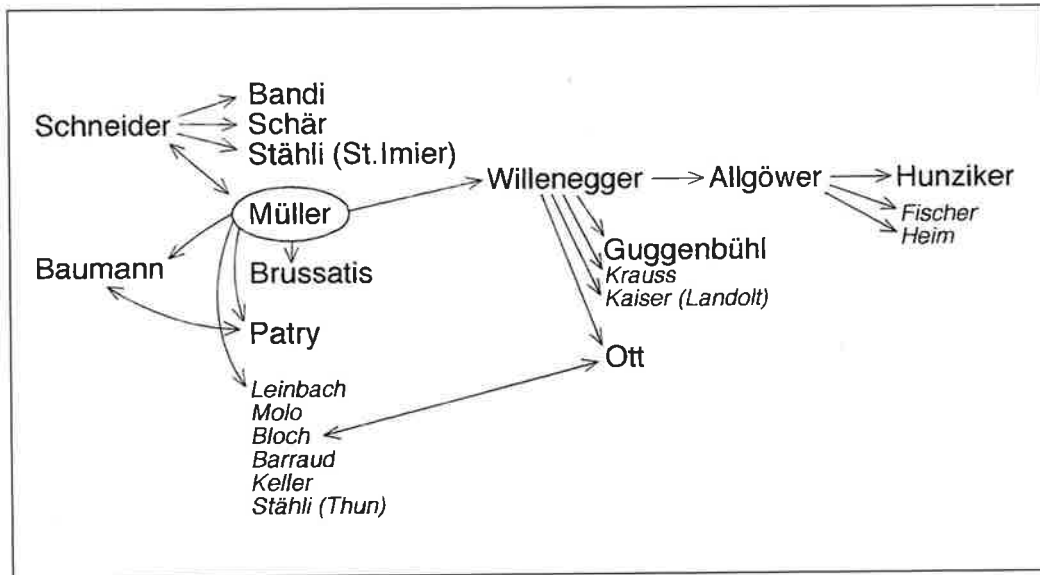 Bandi
Schneider
Schär
Stähli (St.Imier)
Willenegger
Allgöwer
Hunziker
Müller
Fischer
Heim
Guggenbühl
Baumann
Brussatis
Krauss
Kaiser (Landolt)
Patry
Ott
Leinbach
Molo
Bloch
Barraud
Keller
Stähli (Thun)